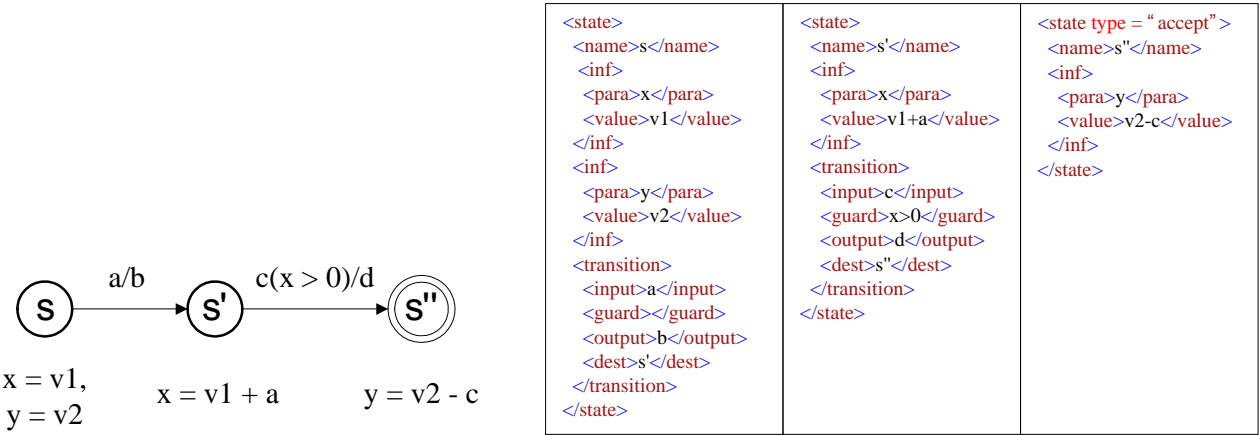 a/b
c(x > 0)/d
s
s'
s''
x = v1,
y = v2
x = v1 + a
y = v2 - c
<state>
<name>s</name>
<inf>
<para>x</para>
<value>v1</value>
</inf>
<inf>
<para>y</para>
<value>v2</value>
</inf>
<transition>
<input>a</input>
<guard></guard>
<output>b</output>
<dest>s'</dest>
</transition>
</state>
<state>
<name>s'</name>
<inf>
<para>x</para>
<value>v1+a</value>
</inf>
<transition>
<input>c</input>
<guard>x>0</guard>
<output>d</output>
<dest>s''</dest>
</transition>
</state>
<state type = “accept”>
<name>s''</name>
<inf>
<para>y</para>
<value>v2-c</value>
</inf>
</state>